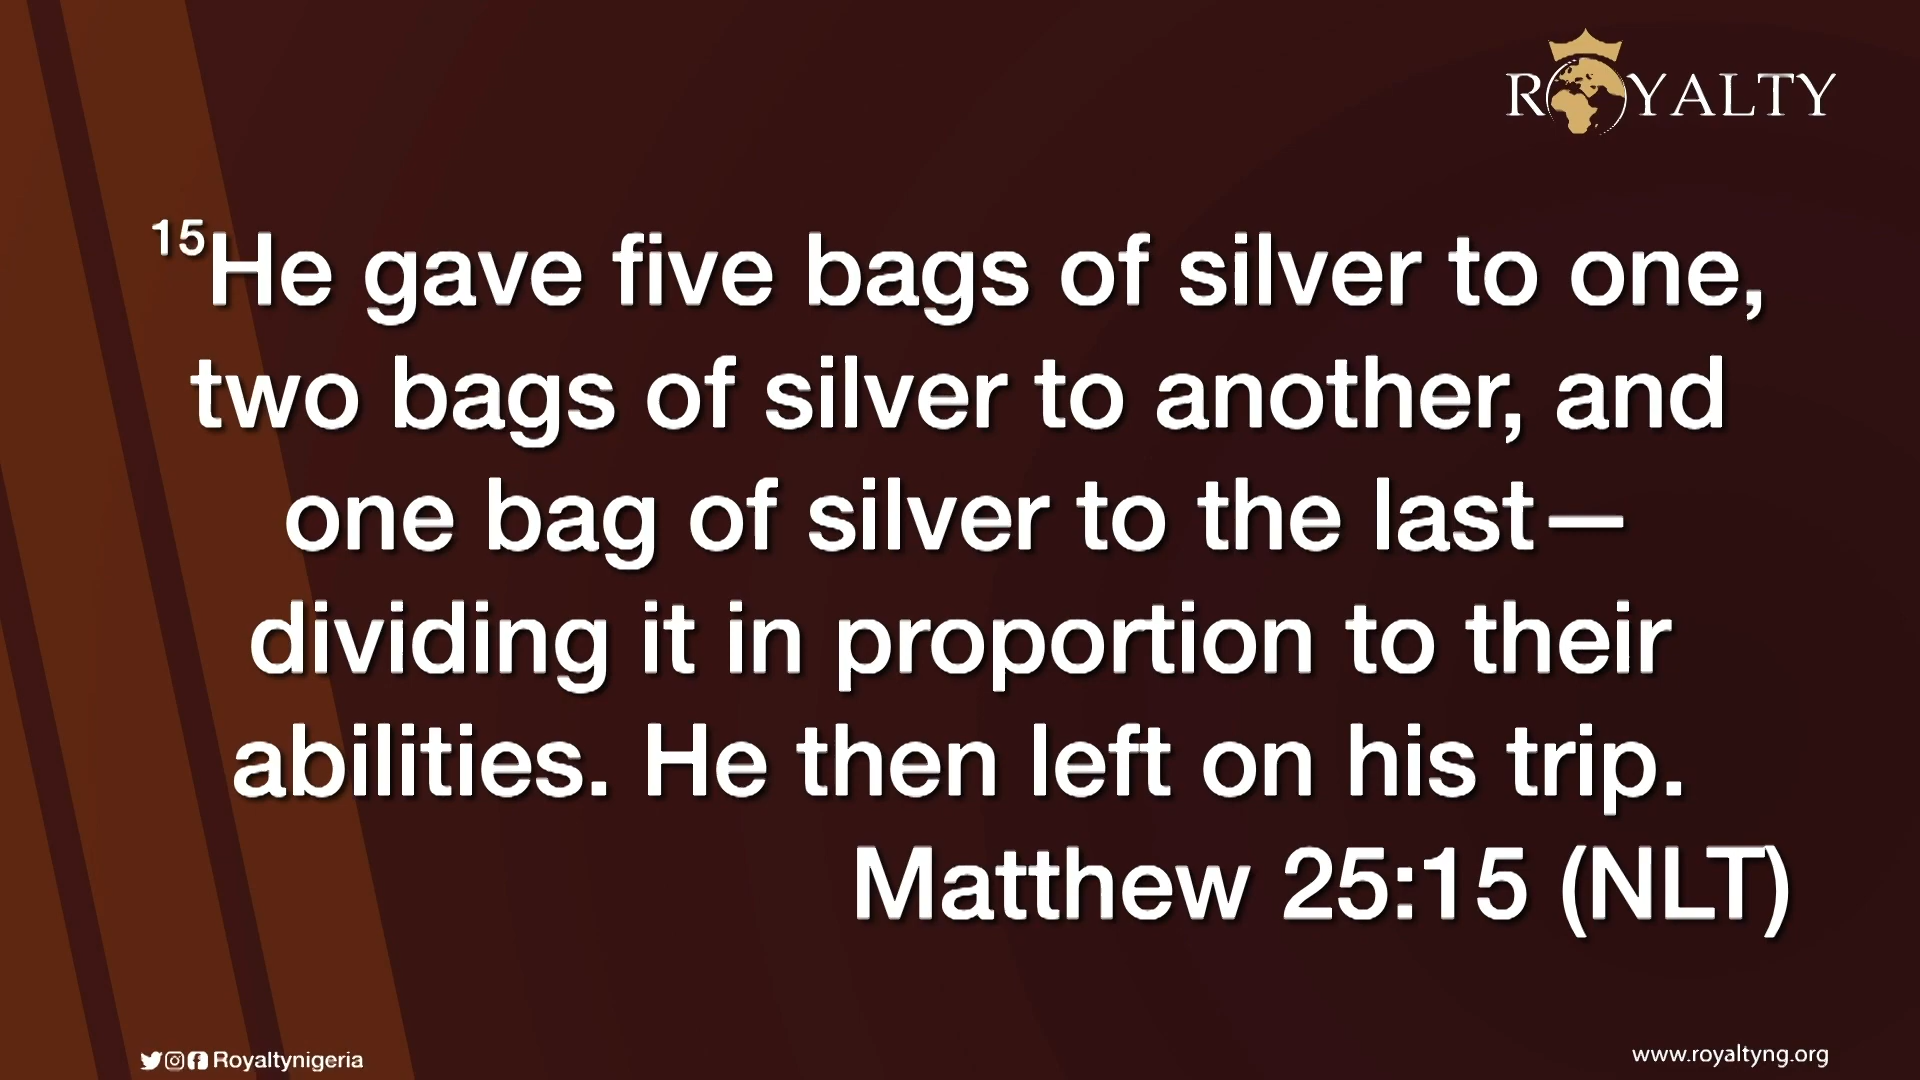 ROYALTY
15He gave five bags of silver to one,
two bags of silver to another, and
one bag of silver to the last—
dividing it in proportion to their
abilities. He then left on his trip.
Matthew 25:15 (NLT)
Royaltynigeria
www.royaltyng.org